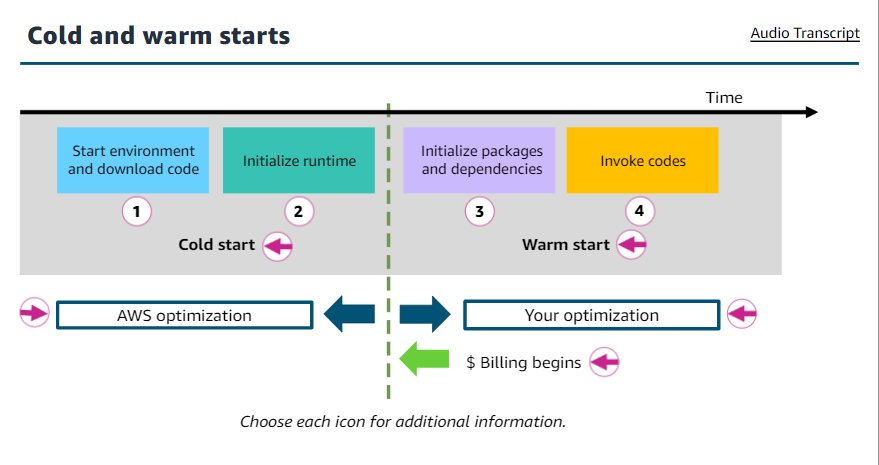 Cold and warm starts
Audio Transcript
Time
Start environment
and download code
Initialize runtime
Initialize packages
and dependencies
Invoke codes
1
2
3
4
Cold start
Warm start
AWS optimization
Your optimization
$ Billing begins
Choose each icon for additional information.